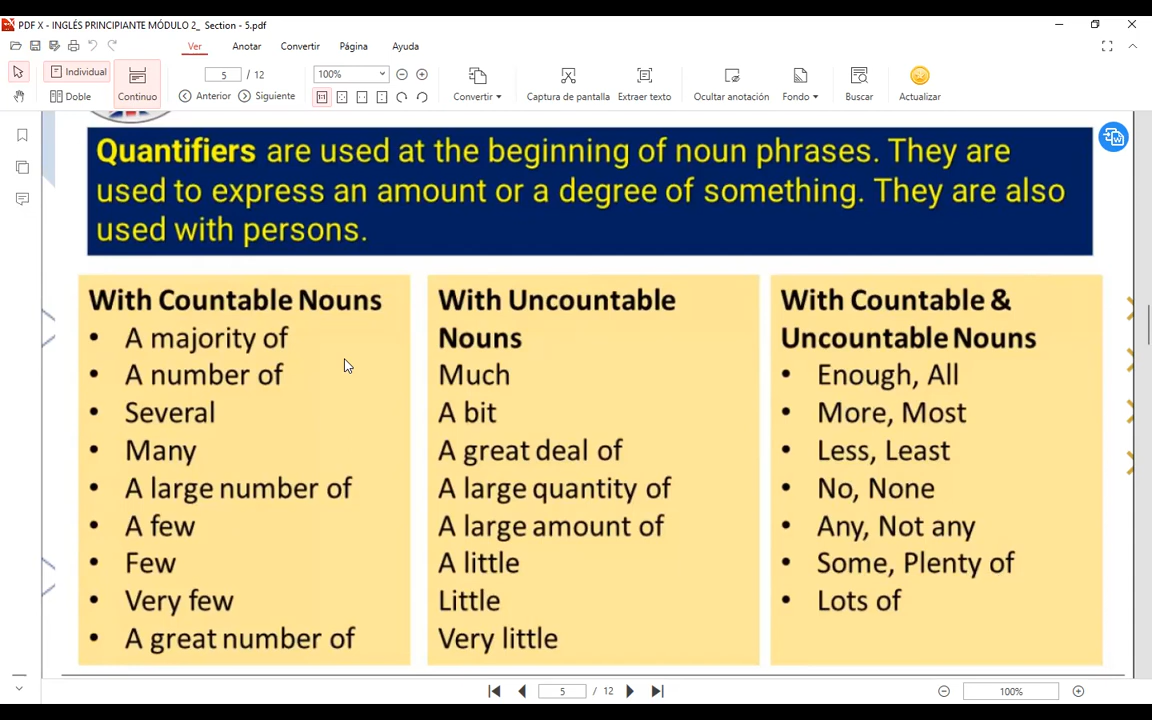 PDF X - INGLÉS PRINCIPIANTE MÓDULO 2_ Section - 5.pdf
Ver Anotar Convertir Página Ayuda
Individual
Doble
Continuo
5 / 12
Anterior Siguiente
100%
Convertir
Captura de pantalla
Extraer texto
Ocultar anotación
Fondo
Buscar
Actualizar
Quantifiers are used at the beginning of noun phrases. They are
used to express an amount or a degree of something. They are also
used with persons.
With Countable Nouns
• A majority of
• A number of
• Several
• Many
• A large number of
• A few
• Few
• Very few
• A great number of
With Uncountable
Nouns
Much
A bit
A great deal of
A large quantity of
A large amount of
A little
Little
Very little
With Countable &
Uncountable Nouns
• Enough, All
• More, Most
• Less, Least
• No, None
• Any, Not any
• Some, Plenty of
• Lots of
5 / 12
100%